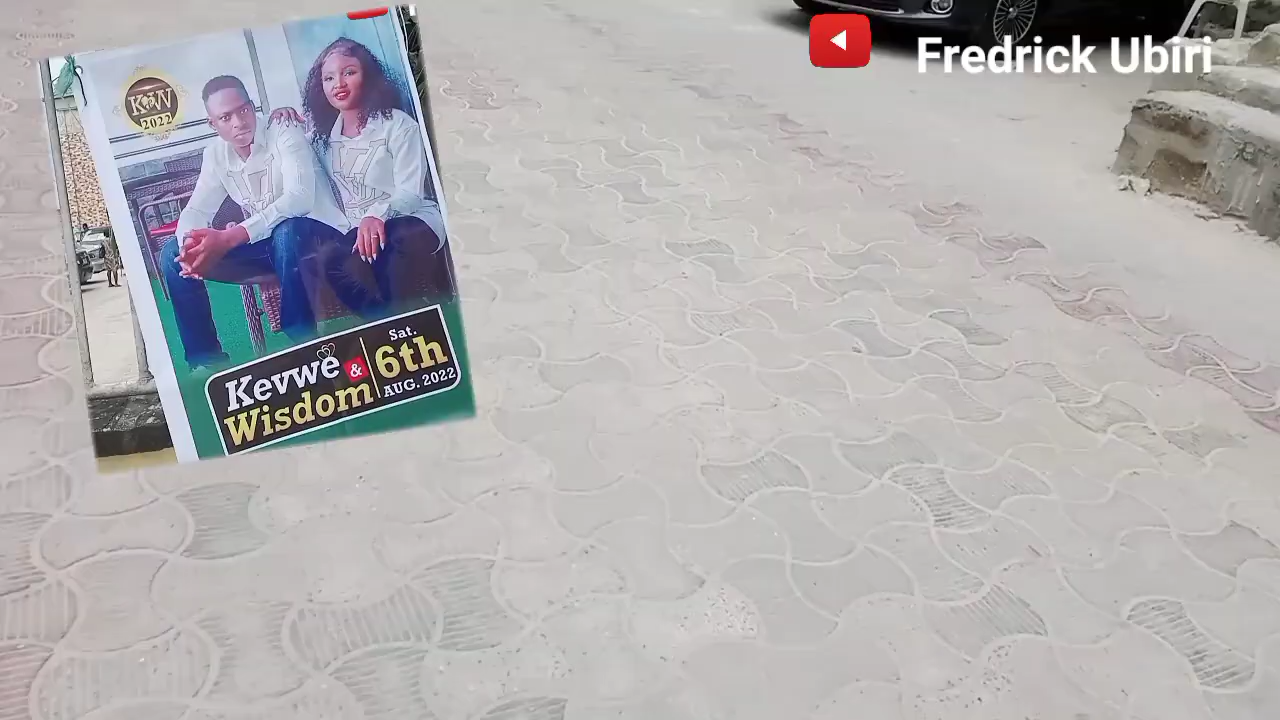 Fredrick Ubiri
K&W
2022
Kevwe &
Wisdom
Sat.
6th
AUG. 2022